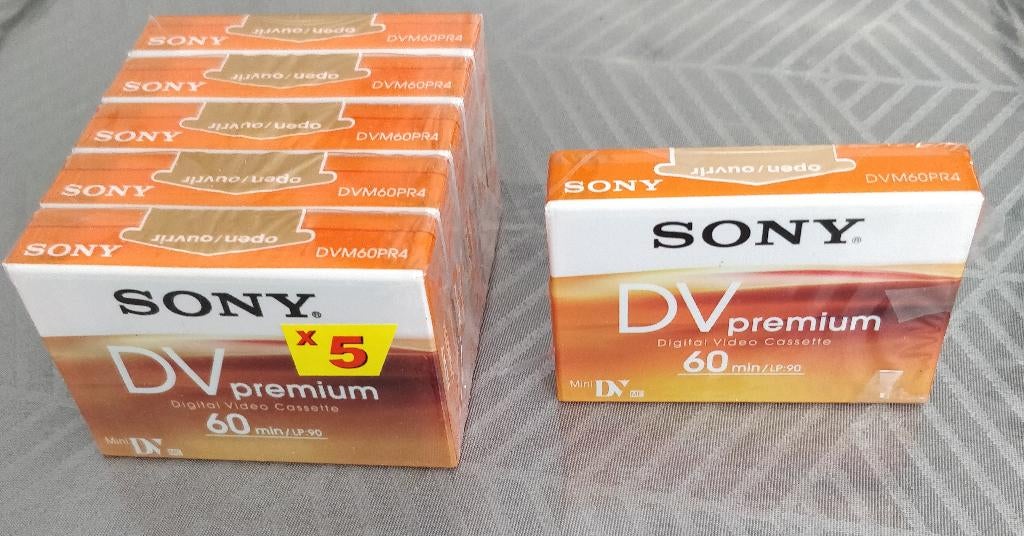 SONY open/ouvrir DVM60PR4
SONY open/ouvrir DVM60PR4
SONY open/ouvrir DVM60PR4
SONY open/ouvrir DVM60PR4
SONY open/ouvrir DVM60PR4
SONY®
x 5
DV premium
Digital Video Cassette
60 min/LP:90
Mini DV ME
SONY open/ouvrir DVM60PR4
SONY®
DV premium
Digital Video Cassette
60 min/LP:90
Mini DV ME